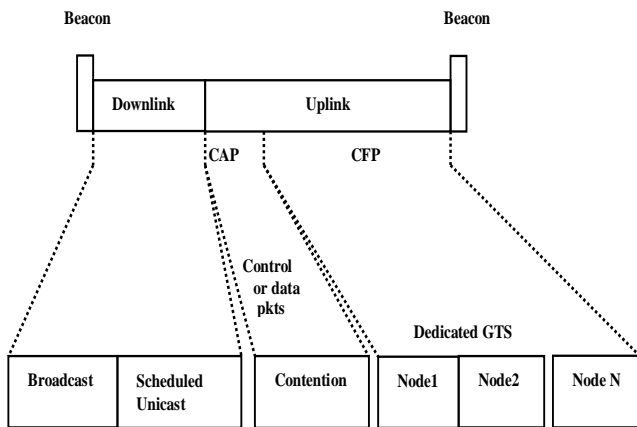 Beacon
Beacon
Downlink
Uplink
CAP
CFP
Control
or data
pkts
Dedicated GTS
Broadcast
Scheduled
Unicast
Contention
Node1
Node2
Node N